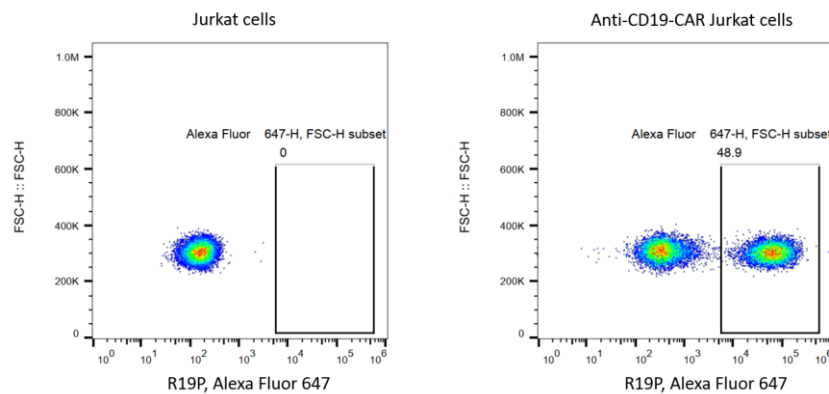 Jurkat cells
1.0M
800K
600K
400K
200K
0
FSC-H :: FSC-H
Alexa Fluor 647-H, FSC-H subset
0
10^0 10^1 10^2 10^3 10^4 10^5 10^6
R19P, Alexa Fluor 647
Anti-CD19-CAR Jurkat cells
1.0M
800K
600K
400K
200K
0
FSC-H :: FSC-H
Alexa Fluor 647-H, FSC-H subset
48.9
10^0 10^1 10^2 10^3 10^4 10^5 10^6
R19P, Alexa Fluor 647